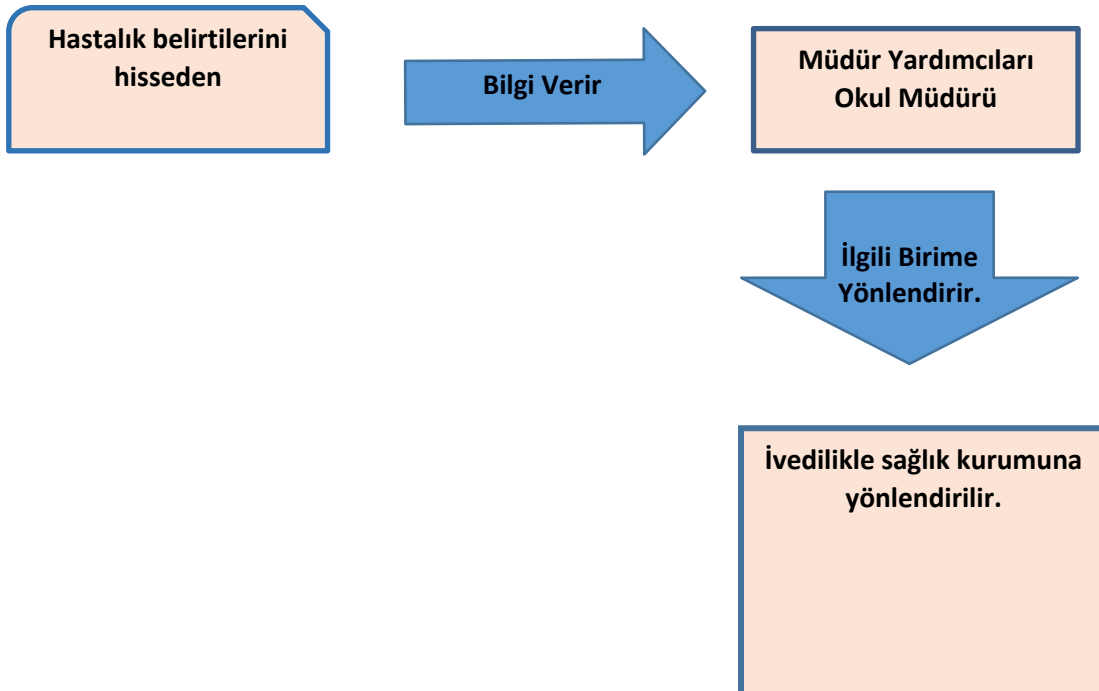 Hastalık belirtilerini
hisseden
Bilgi Verir
Müdür Yardımcıları
Okul Müdürü
İlgili Birime
Yönlendirir.
İvedilikle sağlık kurumuna
yönlendirilir.